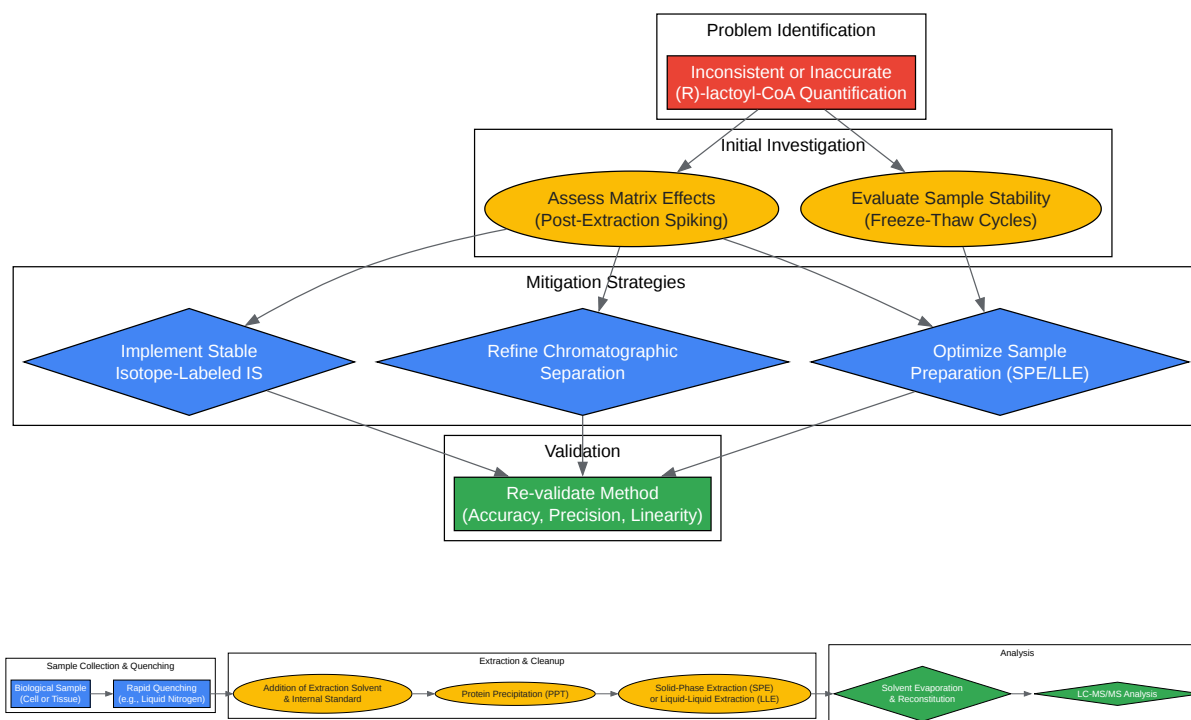 Problem Identification
Inconsistent or Inaccurate
(R)-lactoyl-CoA Quantification
Initial Investigation
Assess Matrix Effects
(Post-Extraction Spiking)
Evaluate Sample Stability
(Freeze-Thaw Cycles)
Mitigation Strategies
Implement Stable
Isotope-Labeled IS
Refine Chromatographic
Separation
Optimize Sample
Preparation (SPE/LLE)
Validation
Re-validate Method
(Accuracy, Precision, Linearity)
Sample Collection & Quenching
Biological Sample
(Cell or Tissue)
Rapid Quenching
(e.g., Liquid Nitrogen)
Extraction & Cleanup
Addition of Extraction Solvent
& Internal Standard
Protein Precipitation (PPT)
Solid-Phase Extraction (SPE)
or Liquid-Liquid Extraction (LLE)
Analysis
Solvent Evaporation
& Reconstitution
LC-MS/MS Analysis